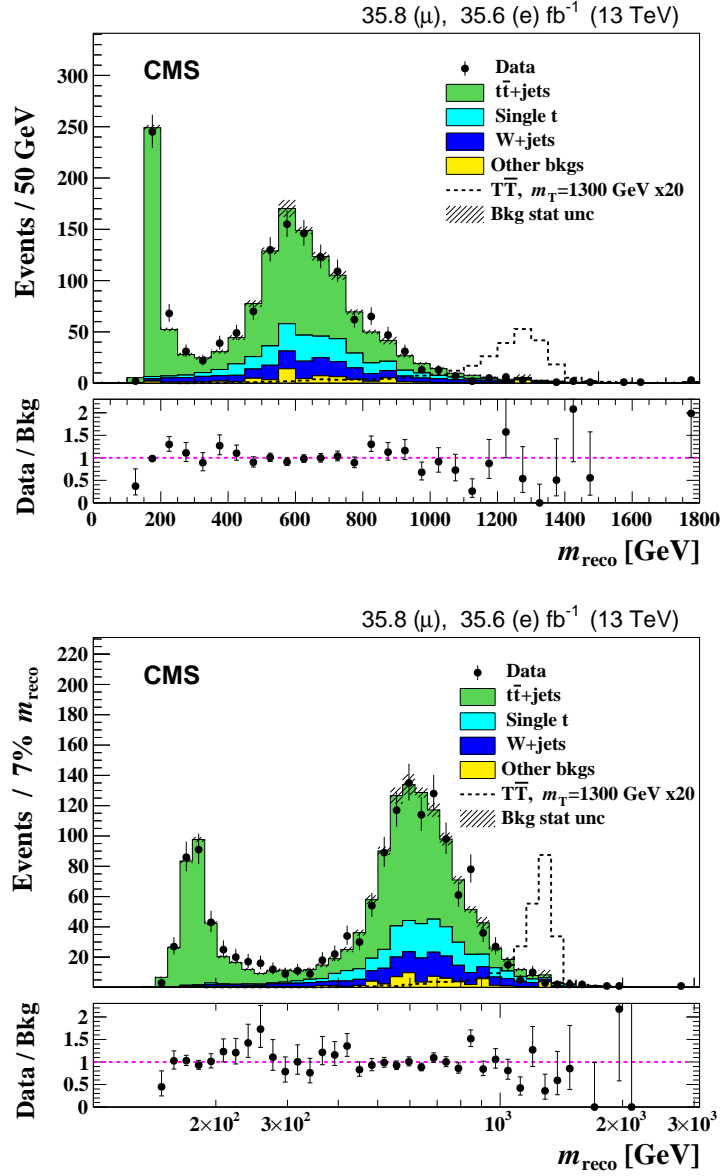 35.8 (μ), 35.6 (e) fb⁻¹ (13 TeV)
CMS
Data
tt̅+jets
Single t
W+jets
Other bkgs
TT̅, m_T=1300 GeV x20
Bkg stat unc
Events / 50 GeV
300
250
200
150
100
50
0
Data / Bkg
2
1.5
1
0.5
0
0 200 400 600 800 1000 1200 1400 1600 1800
m_reco [GeV]
35.8 (μ), 35.6 (e) fb⁻¹ (13 TeV)
CMS
Data
tt̅+jets
Single t
W+jets
Other bkgs
TT̅, m_T=1300 GeV x20
Bkg stat unc
Events / 7% m_reco
220
200
180
160
140
120
100
80
60
40
20
Data / Bkg
2
1.5
1
0.5
0
2×10² 3×10² 10³ 2×10³ 3×10³
m_reco [GeV]